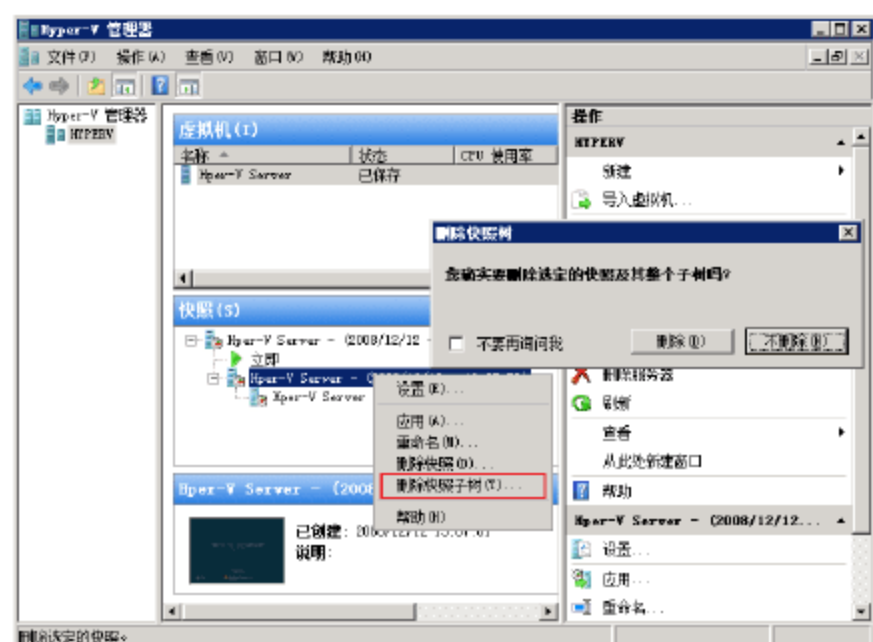 Hyper-V 管理器
文件(F) 操作(A) 查看(V) 窗口(W) 帮助(H)
Hyper-V 管理器
HYPERV
虚拟机(I)
名称 状态 CPU 使用率
Hper-V Server 已保存
快照(S)
Hper-V Server - (2008/12/12 -
立即
Hper-V Server - (
Hper-V Server
设置(E)...
应用(A)...
重命名(N)...
删除快照(D)...
删除快照子树(T)...
帮助(H)
Hper-V Server - (2008
已创建: 2008/12/12
说明:
删除快照树
您确实要删除选定的快照及其整个子树吗?
不要再询问我 删除(D) 不删除(N)
操作
HYPERV
新建
导入虚拟机...
删除服务器
刷新
查看
从此处新建窗口
帮助
Hper-V Server - (2008/12/12...
设置...
应用...
重命名...
删除选定的快照。